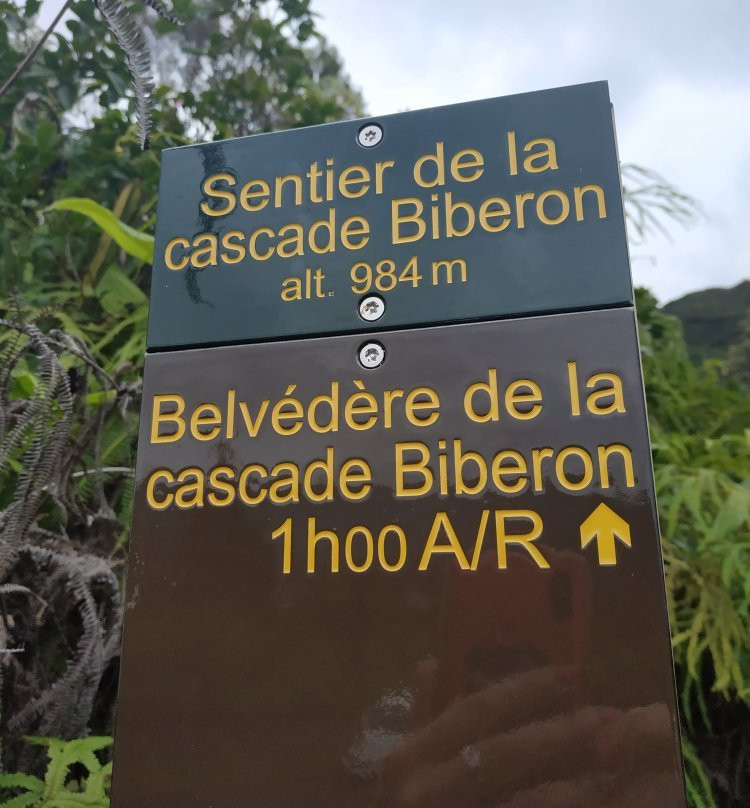 Sentier de la
cascade Biberon
alt. 984 m
Belvédère de la
cascade Biberon
1h00 A/R